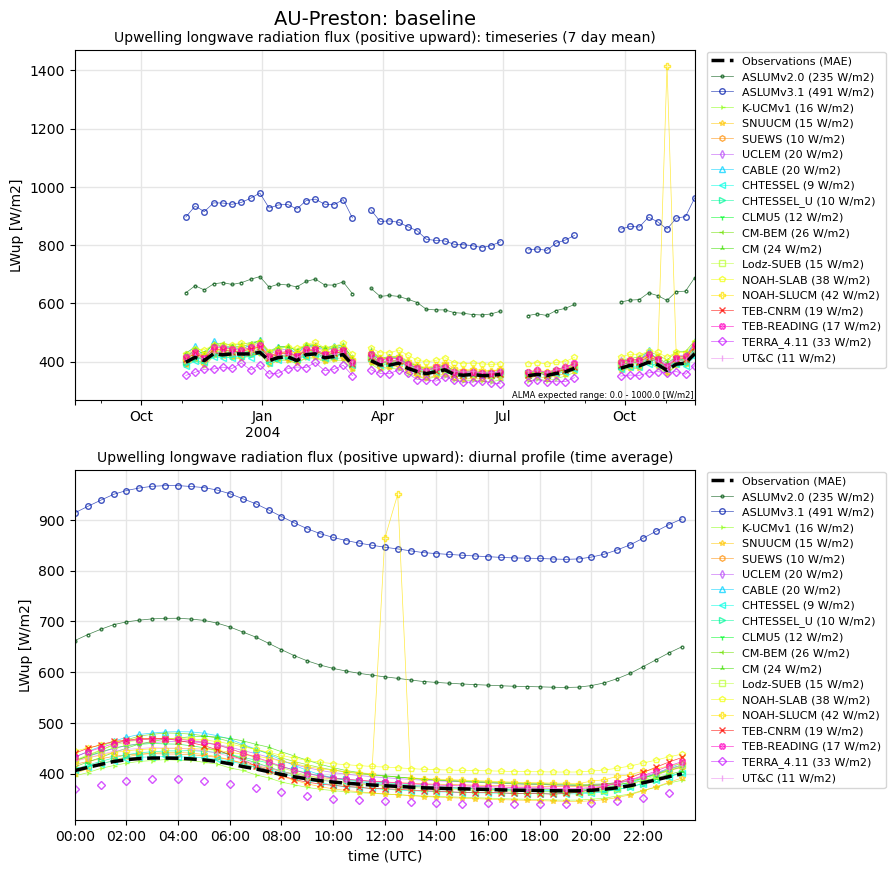 AU-Preston: baseline
Upwelling longwave radiation flux (positive upward): timeseries (7 day mean)
LWup [W/m2]
1400
1200
1000
800
600
400
Oct
Jan
2004
Apr
Jul
Oct
ALMA expected range: 0.0 - 1000.0 [W/m2]
Observations (MAE)
ASLUMv2.0 (235 W/m2)
ASLUMv3.1 (491 W/m2)
K-UCMv1 (16 W/m2)
SNUUCM (15 W/m2)
SUEWS (10 W/m2)
UCLEM (20 W/m2)
CABLE (20 W/m2)
CHTESSEL (9 W/m2)
CHTESSEL_U (10 W/m2)
CLMU5 (12 W/m2)
CM-BEM (26 W/m2)
CM (24 W/m2)
Lodz-SUEB (15 W/m2)
NOAH-SLAB (38 W/m2)
NOAH-SLUCM (42 W/m2)
TEB-CNRM (19 W/m2)
TEB-READING (17 W/m2)
TERRA_4.11 (33 W/m2)
UT&C (11 W/m2)
Upwelling longwave radiation flux (positive upward): diurnal profile (time average)
LWup [W/m2]
900
800
700
600
500
400
00:00
02:00
04:00
06:00
08:00
10:00
12:00
14:00
16:00
18:00
20:00
22:00
time (UTC)
Observation (MAE)
ASLUMv2.0 (235 W/m2)
ASLUMv3.1 (491 W/m2)
K-UCMv1 (16 W/m2)
SNUUCM (15 W/m2)
SUEWS (10 W/m2)
UCLEM (20 W/m2)
CABLE (20 W/m2)
CHTESSEL (9 W/m2)
CHTESSEL_U (10 W/m2)
CLMU5 (12 W/m2)
CM-BEM (26 W/m2)
CM (24 W/m2)
Lodz-SUEB (15 W/m2)
NOAH-SLAB (38 W/m2)
NOAH-SLUCM (42 W/m2)
TEB-CNRM (19 W/m2)
TEB-READING (17 W/m2)
TERRA_4.11 (33 W/m2)
UT&C (11 W/m2)